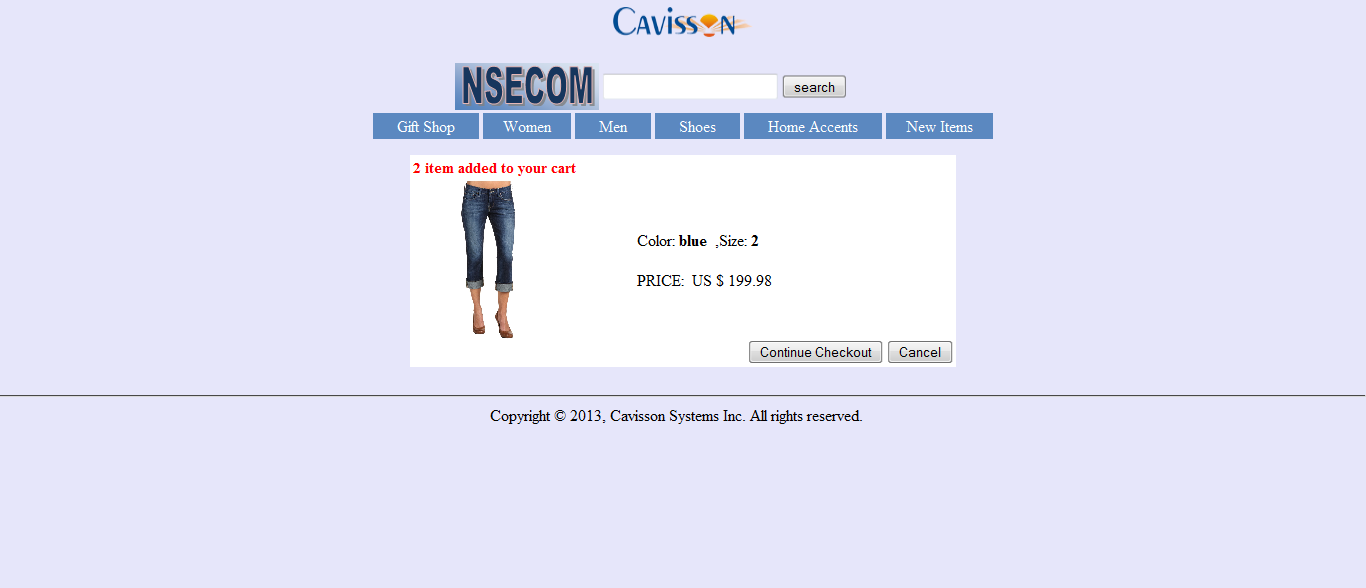 CAVISSON
NSECOM search
Gift Shop Women Men Shoes Home Accents New Items
2 item added to your cart
Color: blue ,Size: 2
PRICE: US $ 199.98
Continue Checkout Cancel
Copyright © 2013, Cavisson Systems Inc. All rights reserved.